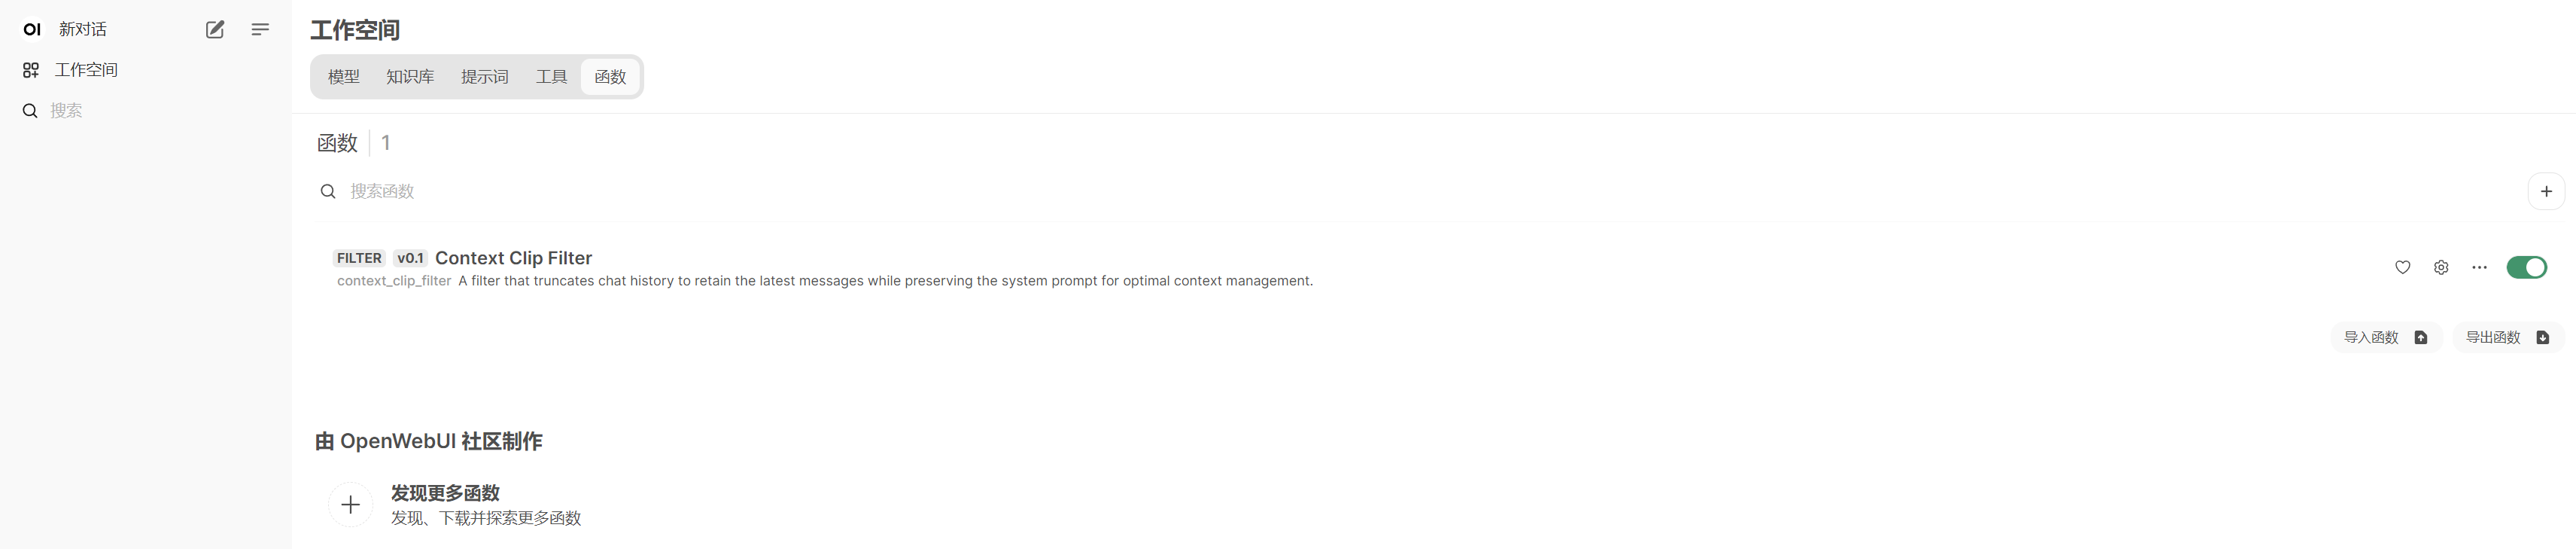 OI 新对话
工作空间
搜索
工作空间
模型 知识库 提示词 工具 函数
函数 1
搜索函数
FILTER v0.1 Context Clip Filter
context_clip_filter A filter that truncates chat history to retain the latest messages while preserving the system prompt for optimal context management.
导入函数 导出函数
由 OpenWebUI 社区制作
发现更多函数
发现、下载并探索更多函数